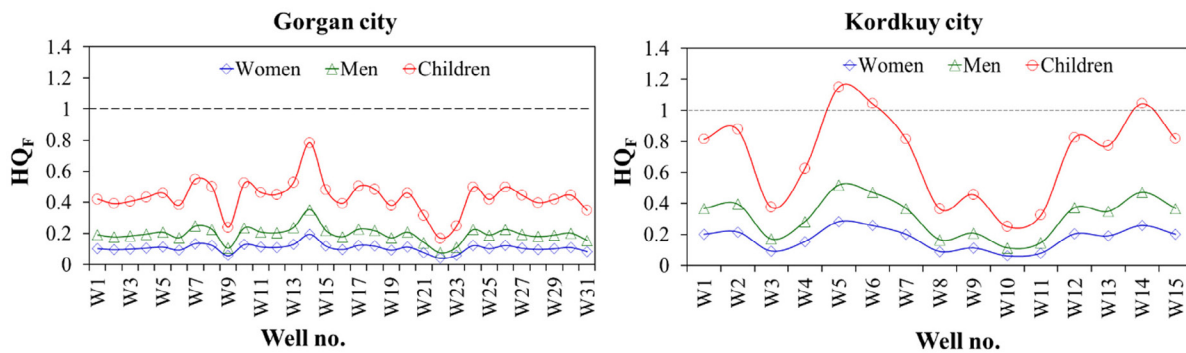 Gorgan city
1.4
1.2
1
0.8
0.6
0.4
0.2
0
HQF
Women Men Children
W1 W3 W5 W7 W9 W11 W13 W15 W17 W19 W21 W23 W25 W27 W29 W31
Well no.
Kordkuy city
1.4
1.2
1
0.8
0.6
0.4
0.2
0
HQF
Women Men Children
W1 W2 W3 W4 W5 W6 W7 W8 W9 W10 W11 W12 W13 W14 W15
Well no.